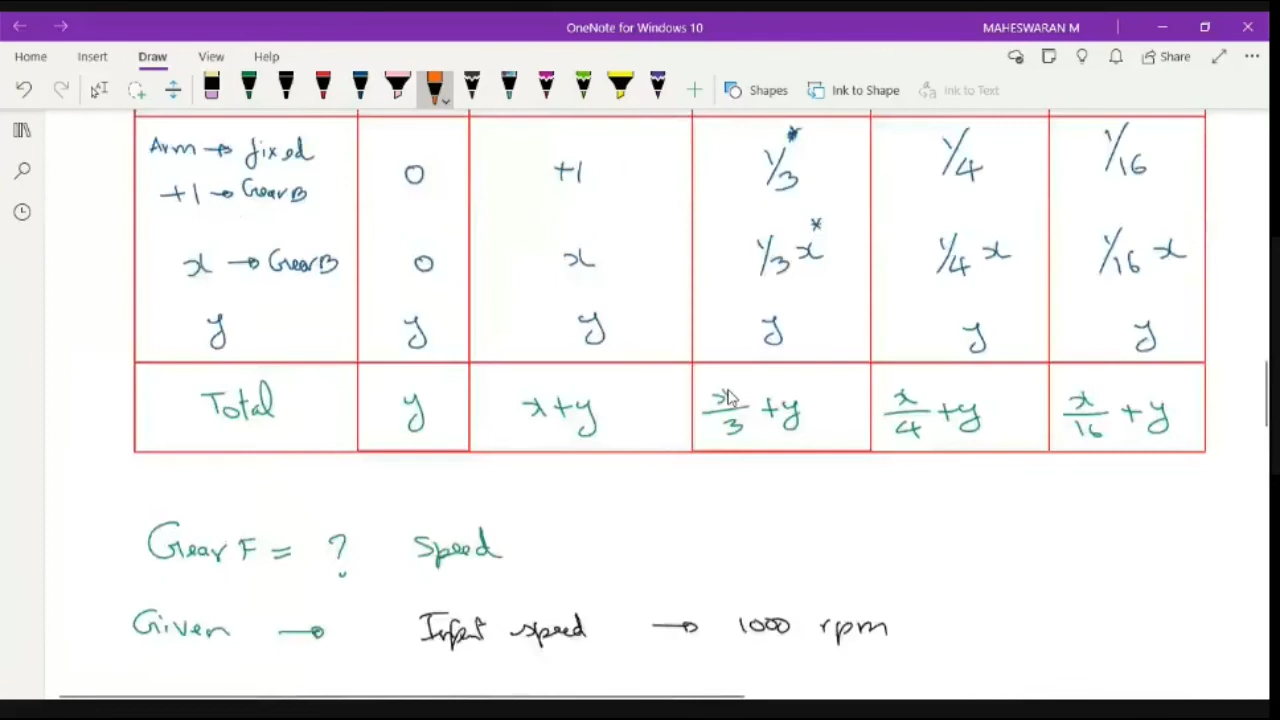 OneNote for Windows 10
MAHESWARAN M
Home Insert Draw View Help
Share
Shapes Ink to Shape Ink to Text
Arm → fixed
+1 → Gear B 0 +1 1/3* 1/4 1/16
x → Gear B 0 x 1/3 x* 1/4 x 1/16 x
y y y y y y
Total y x+y x/3 +y x/4 +y x/16 + y
Gear F = ? Speed
Given → Input speed → 1000 rpm